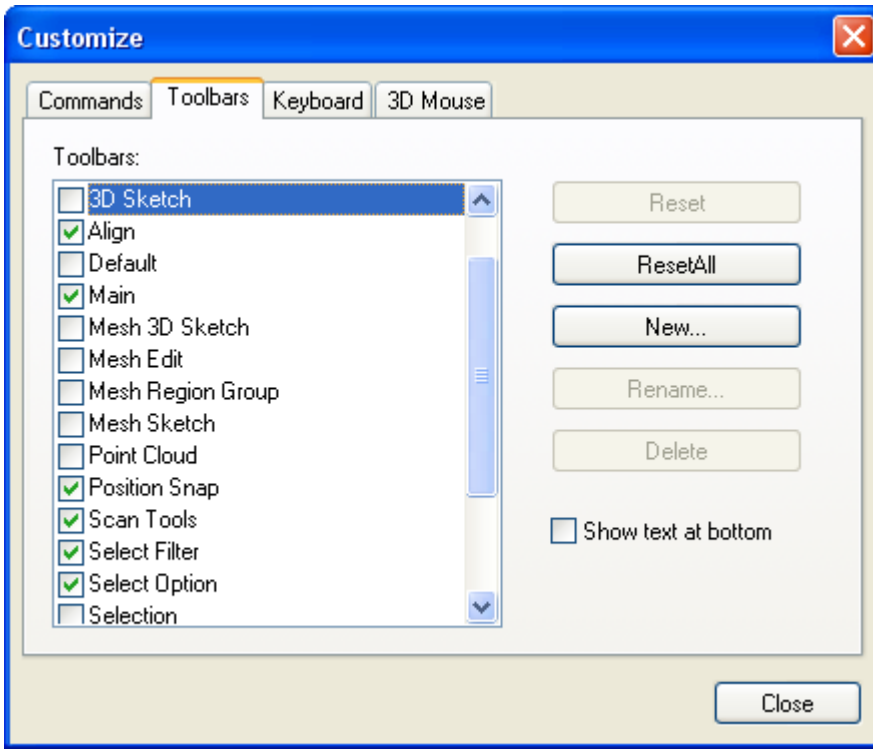 Customize
Commands Toolbars Keyboard 3D Mouse
Toolbars:
3D Sketch
Align
Default
Main
Mesh 3D Sketch
Mesh Edit
Mesh Region Group
Mesh Sketch
Point Cloud
Position Snap
Scan Tools
Select Filter
Select Option
Selection
Reset
ResetAll
New...
Rename...
Delete
Show text at bottom
Close